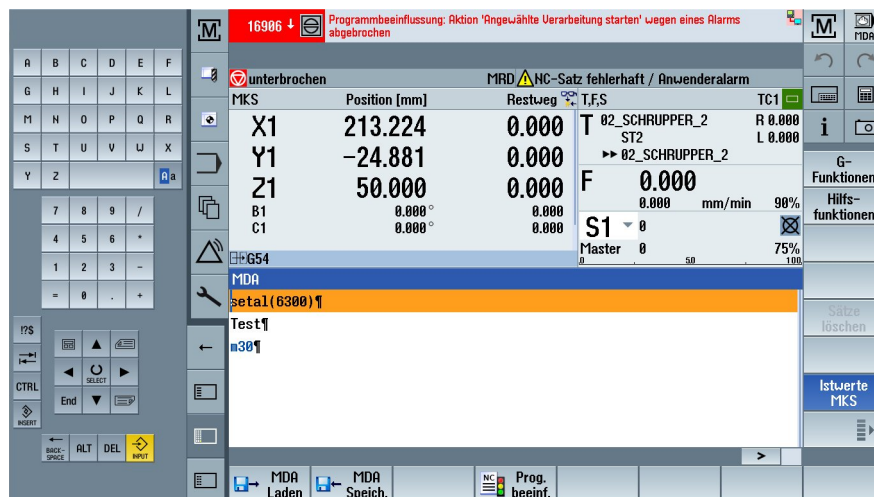 16906
Programmbeeinflussung: Aktion 'Angewählte Verarbeitung starten' wegen eines Alarms
abgebrochen
MDA
unterbrochen
MRD
NC-Satz fehlerhaft / Anwenderalarm
MKS Position [mm] Restweg
X1 213.224 0.000
Y1 -24.881 0.000
Z1 50.000 0.000
B1 0.000° 0.000
C1 0.000° 0.000
G54
T,F,S TC1
T 02_SCHRUPPER_2 R 0.000
ST2 L 0.000
02_SCHRUPPER_2
F 0.000
0.000 mm/min 90%
S1 0
Master 0 75%
0 50 100
MDA
setal(6300)¶
Test¶
m30¶
G-
Funktionen
Hilfs-
funktionen
Sätze
löschen
Istwerte
MKS
>
MDA
Laden
MDA
Speich.
NC
Prog.
beeinf.
A B C D E F
G H I J K L
M N O P Q R
S T U V W X
Y Z A a
7 8 9 /
4 5 6 *
1 2 3 -
= 0 . +
!?$
SELECT
CTRL
End
INSERT
BACK-
SPACE
ALT DEL
INPUT